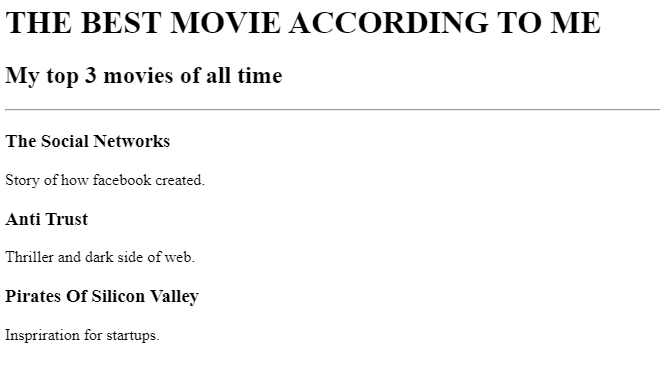 THE BEST MOVIE ACCORDING TO ME
My top 3 movies of all time
The Social Networks
Story of how facebook created.
Anti Trust
Thriller and dark side of web.
Pirates Of Silicon Valley
Inspriration for startups.